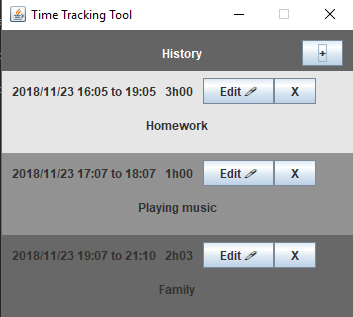 Time Tracking Tool
History +
2018/11/23 16:05 to 19:05 3h00 Edit X
Homework
2018/11/23 17:07 to 18:07 1h00 Edit X
Playing music
2018/11/23 19:07 to 21:10 2h03 Edit X
Family